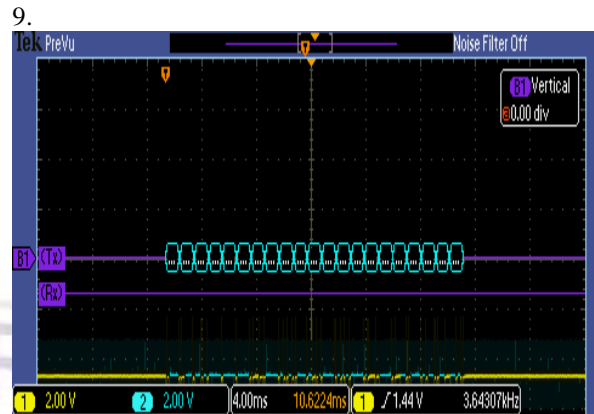 9.
Tek PreVu Noise Filter Off
B1 Vertical
a 0.00 div
B1 (Tx)
(Rx)
1 2.00 V 2 2.00 V 4.00ms 10.6224ms 1 1.44 V 3.64307kHz